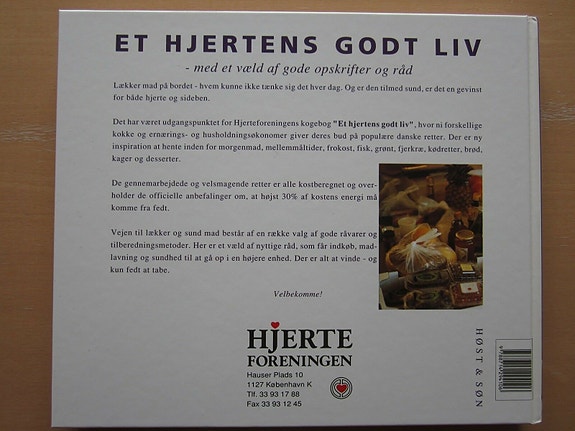 ET HJERTENS GODT LIV
- med et væld af gode opskrifter og råd
Lækker mad på bordet - hvem kunne ikke tænke sig det hver dag. Og er den tilmed sund, er det en gevinst
for både hjerte og sideben.
Det har været udgangspunktet for Hjerteforeningens kogebog "Et hjertens godt liv", hvor ni forskellige
kokke og ernærings- og husholdningsøkonomer giver deres bud på populære danske retter. Der er ny
inspiration at hente inden for morgenmad, mellemmåltider, frokost, fisk, grønt, fjerkræ, kødretter, brød,
kager og desserter.
De gennemarbejdede og velsmagende retter er alle kostberegnet og over-
holder de officielle anbefalinger om, at højst 30% af kostens energi må
komme fra fedt.
Vejen til lækker og sund mad består af en række valg af gode råvarer og
tilberedningsmetoder. Her er et væld af nyttige råd, som får indkøb, mad-
lavning og sundhed til at gå op i en højere enhed. Der er alt at vinde - og
kun fedt at tabe.
Velbekomme!
HJERTE
FORENINGEN
Hauser Plads 10
1127 København K
Tlf. 33 93 17 88
Fax 33 93 12 45
HØST & SØN